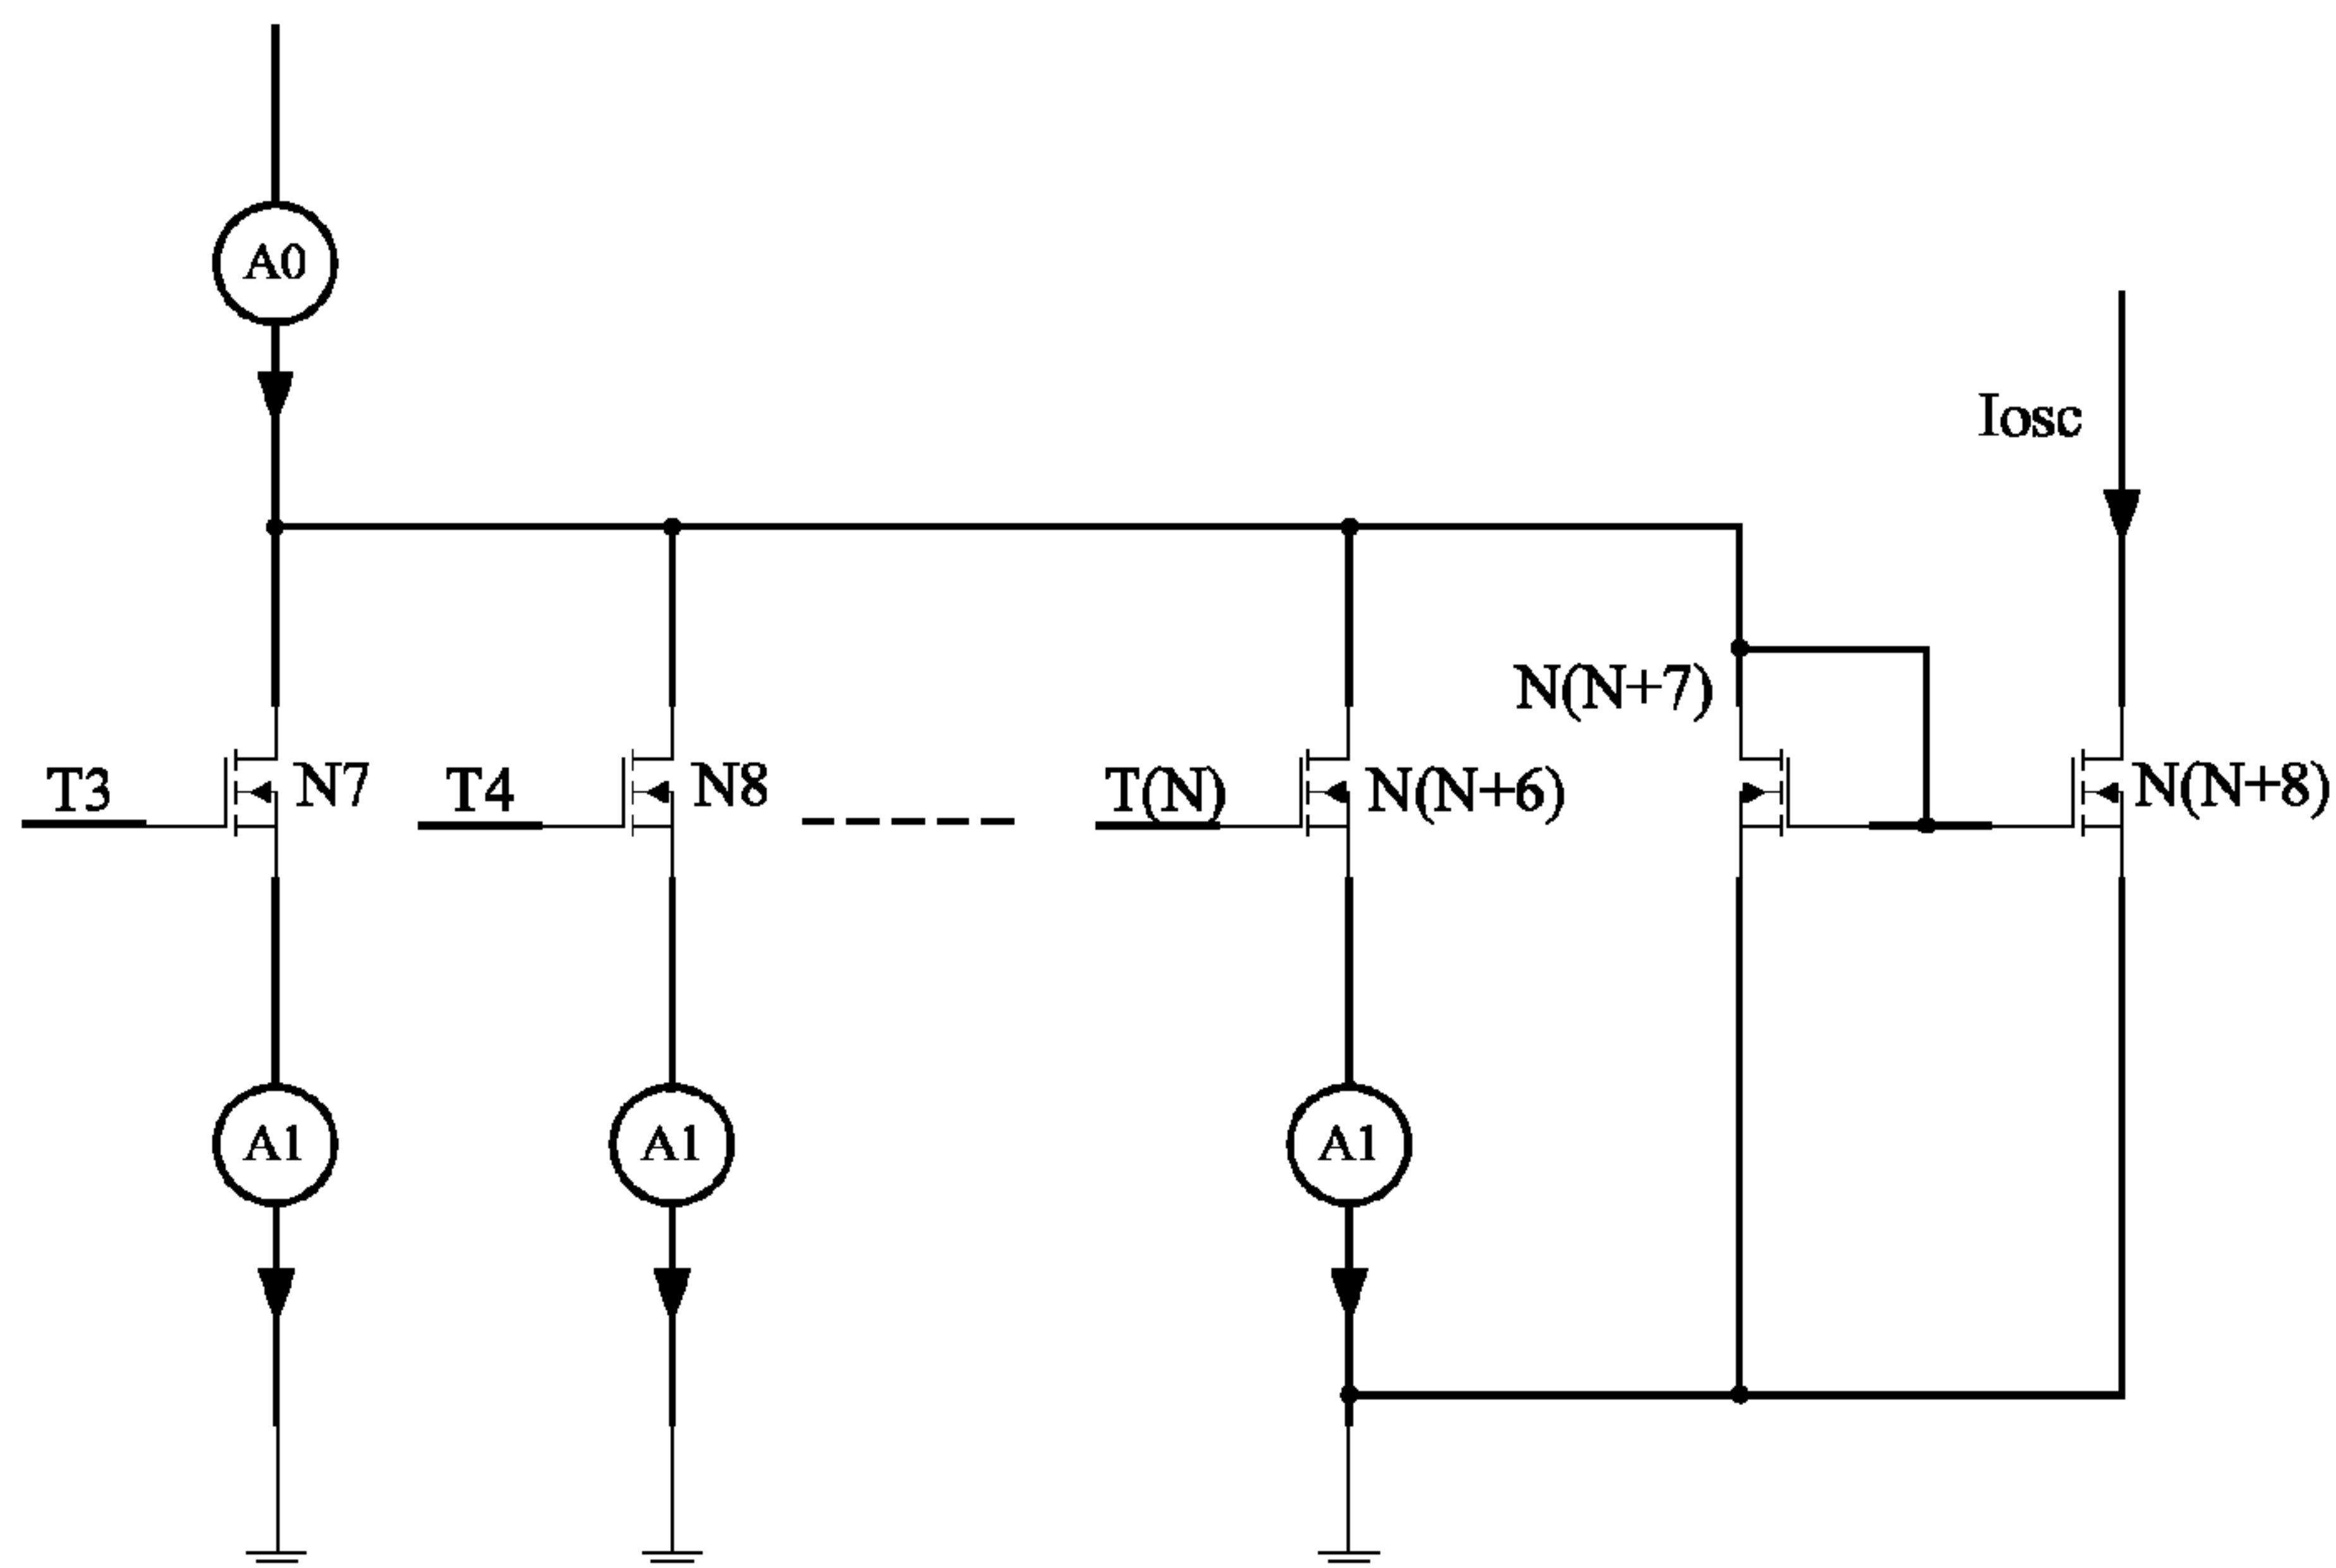 A0
Iosc
N(N+7)
T3
N7
T4
N8
T(N)
N(N+6)
N(N+8)
A1
A1
A1